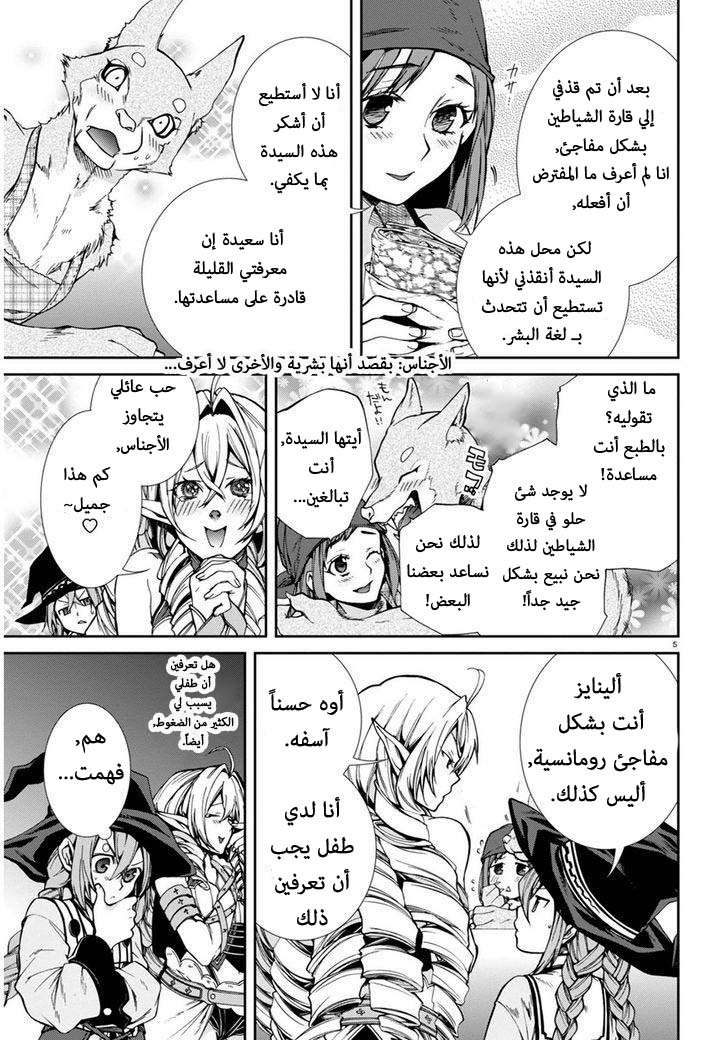 بعد أن تم قذفي
إلي قارة الشياطين
بشكل مفاجئ,
انا لم أعرف ما المفترض
أن أفعله,
لكن محل هذه
السيدة أنقذني لأنها
تستطيع أن تتحدث
بـ لغة البشر.
أنا لا أستطيع
أن أشكر
هذه السيدة
بما يكفي.
أنا سعيدة إن
معرفتي القليلة
قادرة على مساعدتها.
الأجناس: بقصد أنها بشرية والأخرى لا أعرف...
ما الذي
تقوليه؟
بالطبع أنت
مساعدة!
لا يوجد شئ
حلو في قارة
الشياطين لذلك
نحن نبيع بشكل
جيد جداً!
لذلك نحن
نساعد بعضنا
البعض!
أيتها السيدة,
أنت
تبالغين...
حب عائلي
يتجاوز
الأجناس,
كم هذا
جميل~
♡
5
ألينايز
أنت بشكل
مفاجئ رومانسية,
أليس كذلك.
أوه حسناً
آسفه.
أنا لدي
طفل يجب
أن تعرفين
ذلك
هل تعرفين
أن طفلي
يسبب لي
الكثير من الضغوط,
أيضاً.
هم,
فهمت...